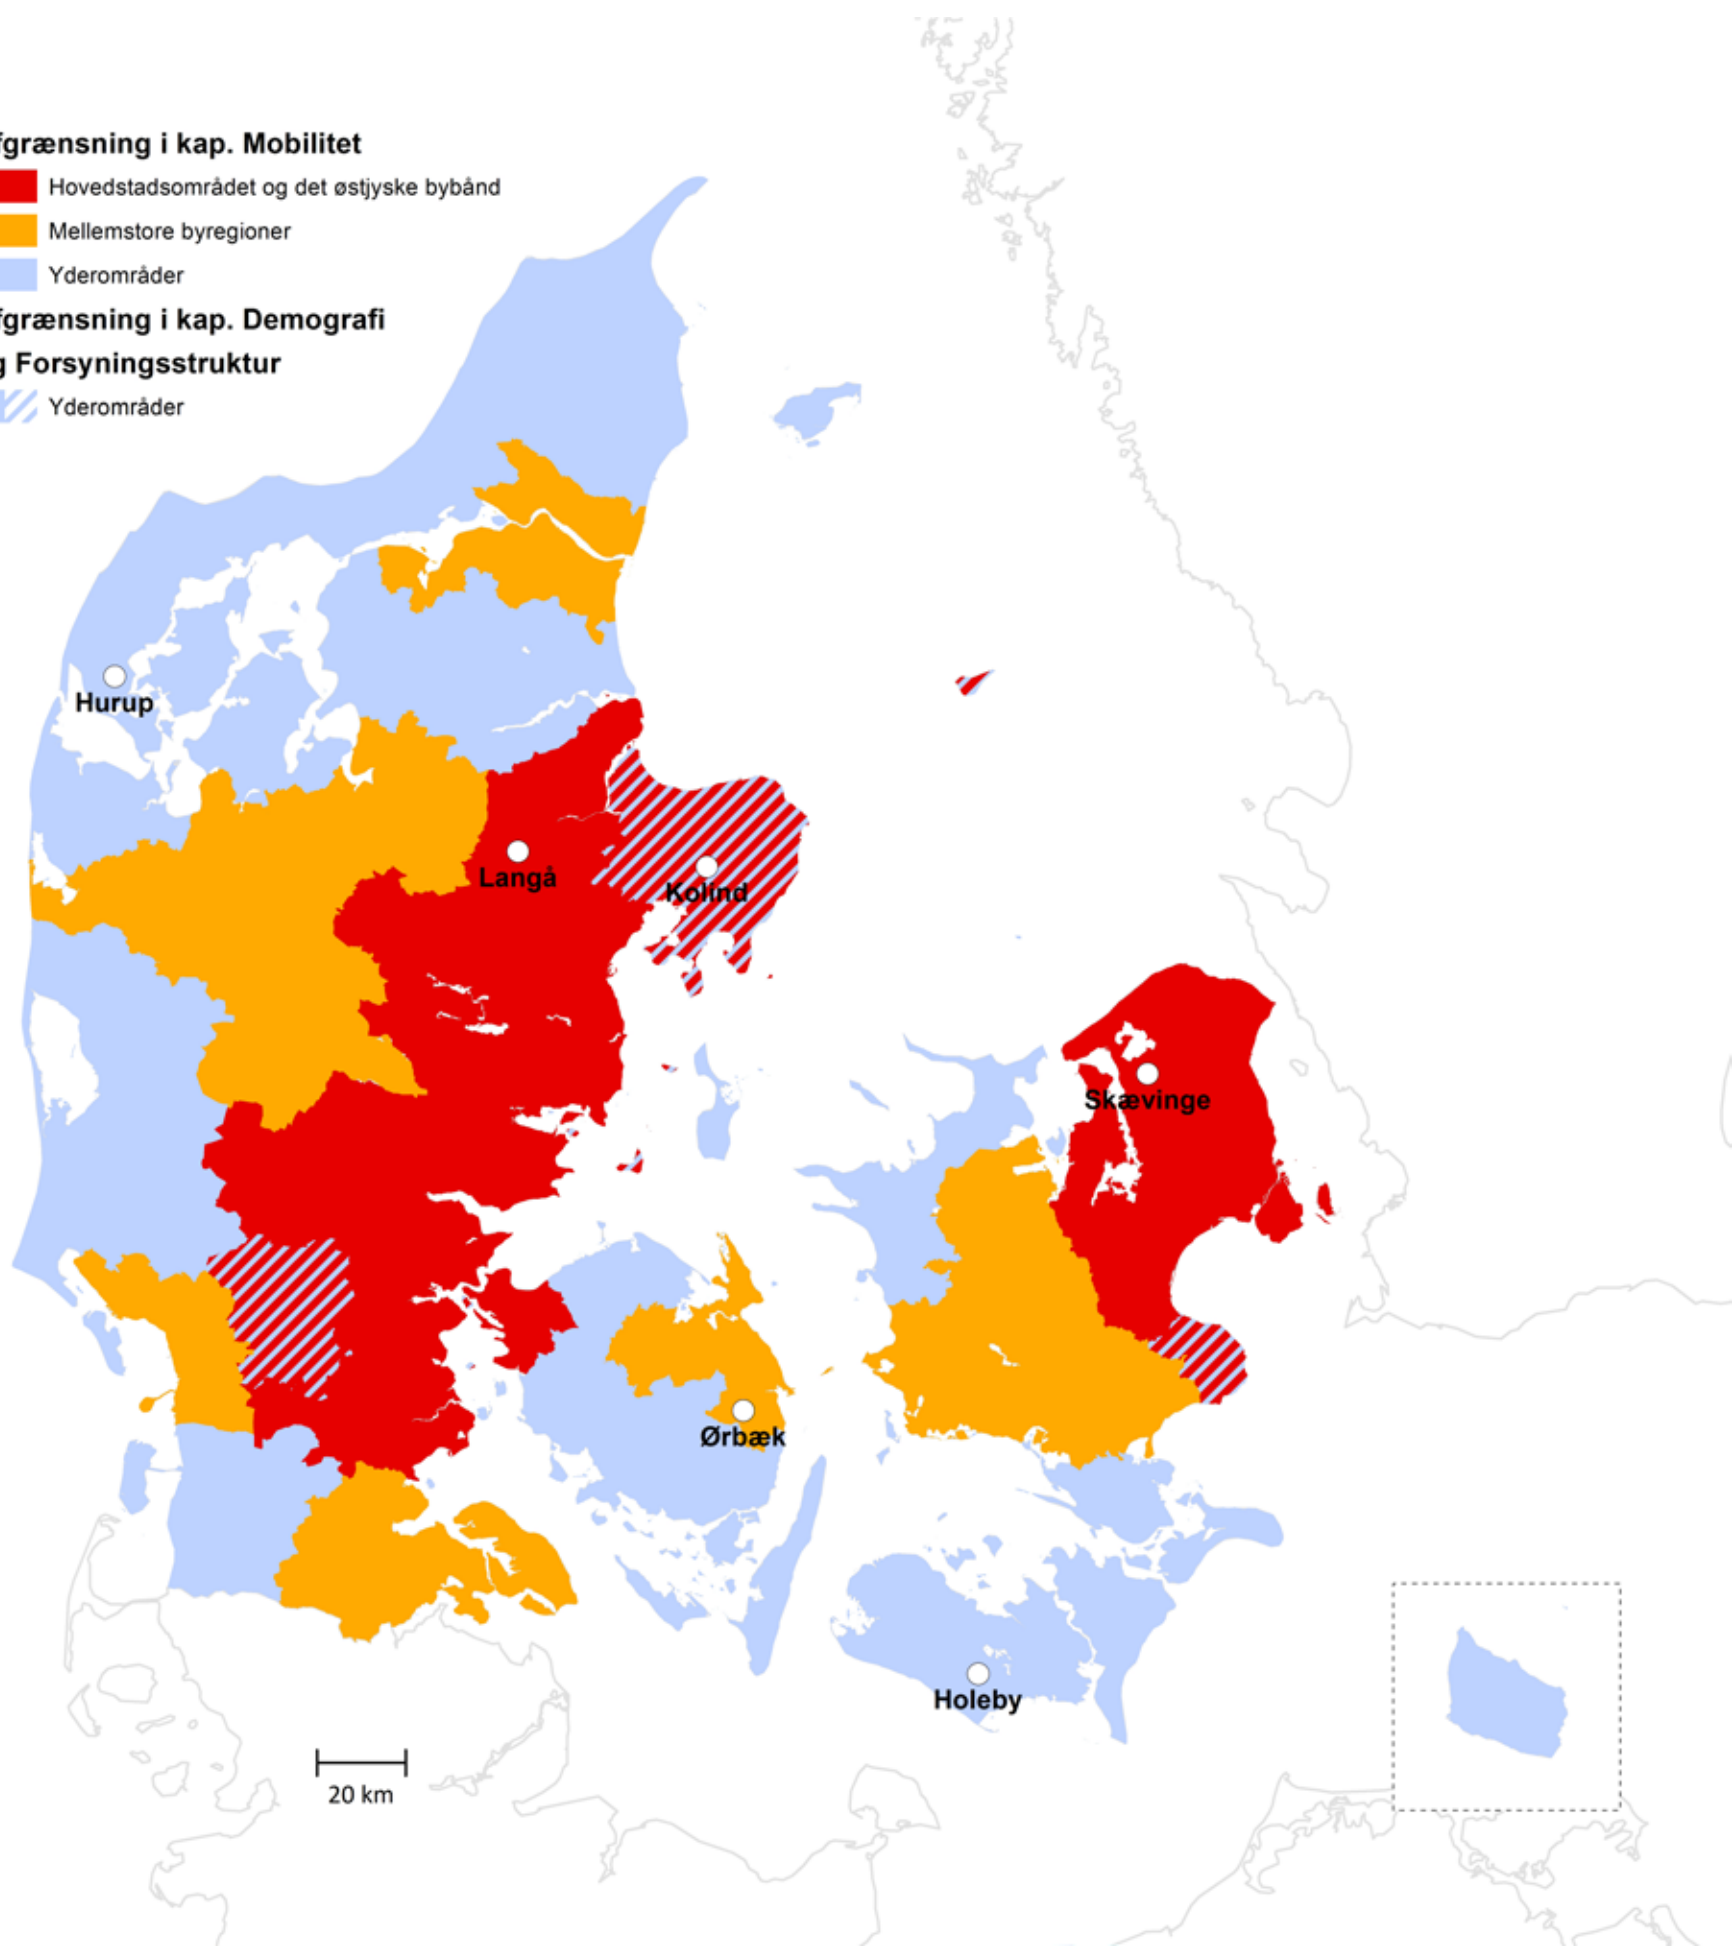 fgrænsning i kap. Mobilitet
Hovedstadsområdet og det østjyske bybånd
Mellemstore byregioner
Yderområder
fgrænsning i kap. Demografi
g Forsyningsstruktur
Yderområder
Hurup
Langå
Kolind
Skævinge
Ørbæk
Holeby
20 km